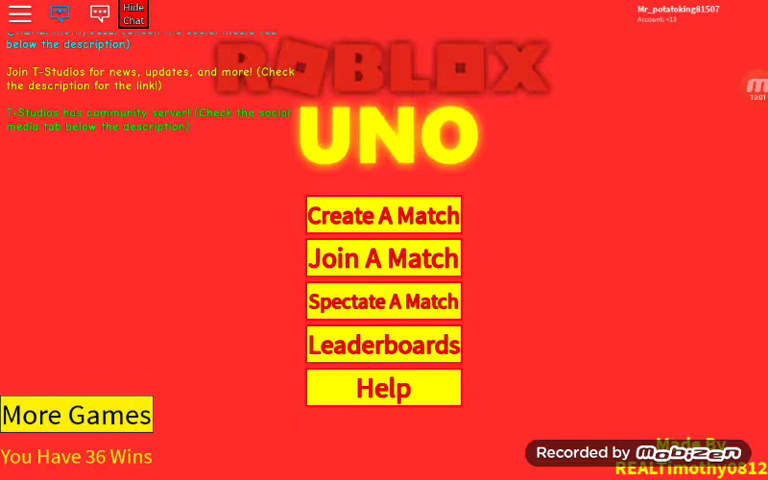 Hide
Chat
Mr_potatoking81507
Account: <13
below the description)
Join T-Studios for news, updates, and more! (Check
the description for the link!)
T-Studios has community server! (Check the social
media tab below the description)
ROBLOX
UNO
10:01
Create A Match
Join A Match
Spectate A Match
Leaderboards
Help
More Games
You Have 36 Wins
Made By
Recorded by MOBIZEN
REALTimothy0812